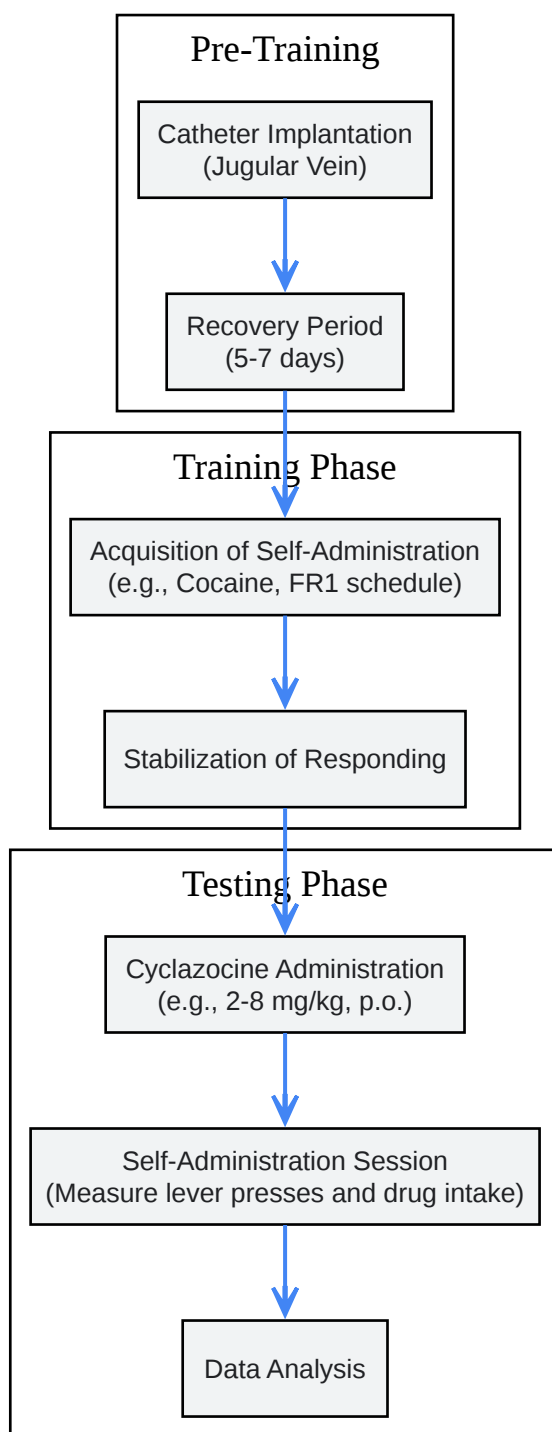 Pre-Training
Catheter Implantation
(Jugular Vein)
Recovery Period
(5-7 days)
Training Phase
Acquisition of Self-Administration
(e.g., Cocaine, FR1 schedule)
Stabilization of Responding
Testing Phase
Cyclazocine Administration
(e.g., 2-8 mg/kg, p.o.)
Self-Administration Session
(Measure lever presses and drug intake)
Data Analysis